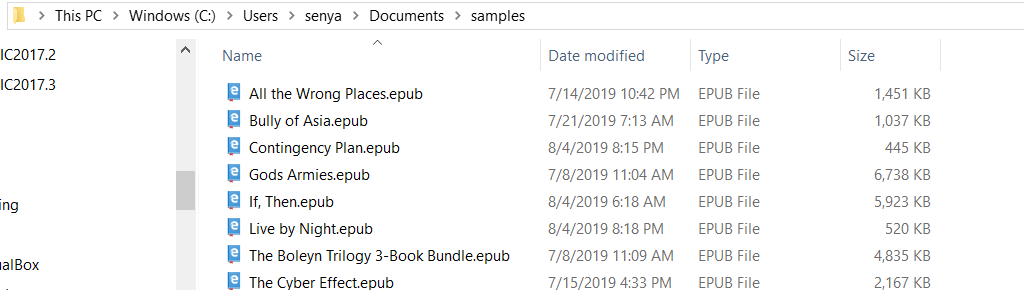 This PC > Windows (C:) > Users > senya > Documents > samples
IC2017.2
IC2017.3
ing
ualBox
Name Date modified Type Size
All the Wrong Places.epub 7/14/2019 10:42 PM EPUB File 1,451 KB
Bully of Asia.epub 7/21/2019 7:13 AM EPUB File 1,037 KB
Contingency Plan.epub 8/4/2019 8:15 PM EPUB File 445 KB
Gods Armies.epub 7/8/2019 11:04 AM EPUB File 6,738 KB
If, Then.epub 8/4/2019 6:18 AM EPUB File 5,923 KB
Live by Night.epub 8/4/2019 8:18 PM EPUB File 520 KB
The Boleyn Trilogy 3-Book Bundle.epub 7/8/2019 11:09 AM EPUB File 4,835 KB
The Cyber Effect.epub 7/15/2019 4:33 PM EPUB File 2,167 KB